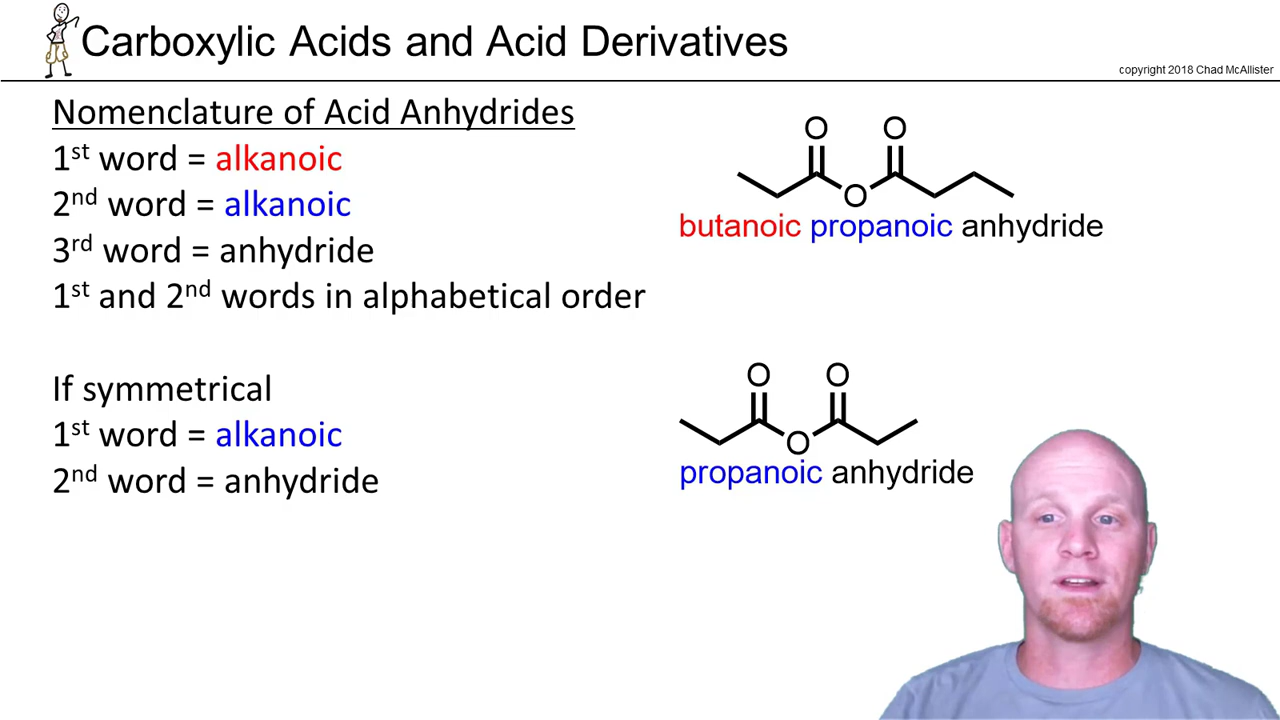 Carboxylic Acids and Acid Derivatives
copyright 2018 Chad McAllister
Nomenclature of Acid Anhydrides
1st word = alkanoic
2nd word = alkanoic
3rd word = anhydride
1st and 2nd words in alphabetical order
O O
O
butanoic propanoic anhydride
If symmetrical
1st word = alkanoic
2nd word = anhydride
O O
O
propanoic anhydride